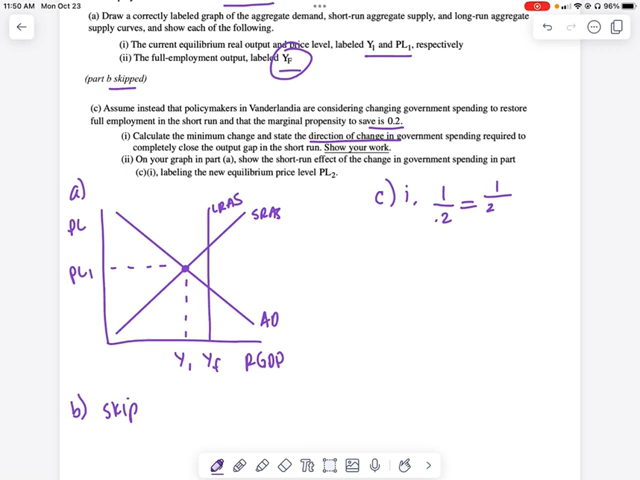 11:50 AM Mon Oct 23
96%
(a) Draw a correctly labeled graph of the aggregate demand, short-run aggregate supply, and long-run aggregate
supply curves, and show each of the following.
(i) The current equilibrium real output and price level, labeled Y1 and PL1, respectively
(ii) The full-employment output, labeled YF
(part b skipped)
(c) Assume instead that policymakers in Vanderlandia are considering changing government spending to restore
full employment in the short run and that the marginal propensity to save is 0.2.
(i) Calculate the minimum change and state the direction of change in government spending required to
completely close the output gap in the short run. Show your work.
(ii) On your graph in part (a), show the short-run effect of the change in government spending in part
(c)(i), labeling the new equilibrium price level PL2.
a)
c) i. 1/.2 = 1/2
LRAS
SRAS
PL
PL1
AD
Y1 Yf RGDP
b) skip
Tt